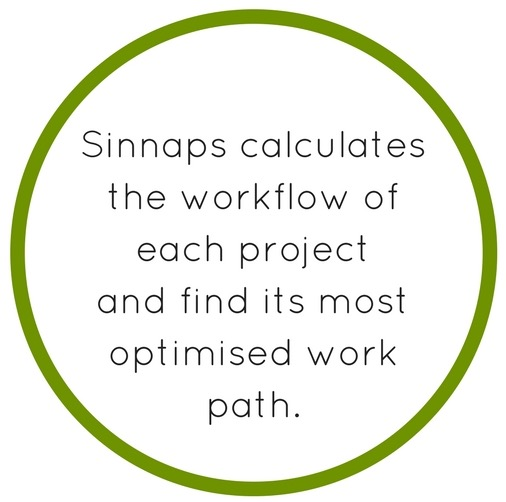 Sinnaps calculates
the workflow of
each project
and find its most
optimised work
path.